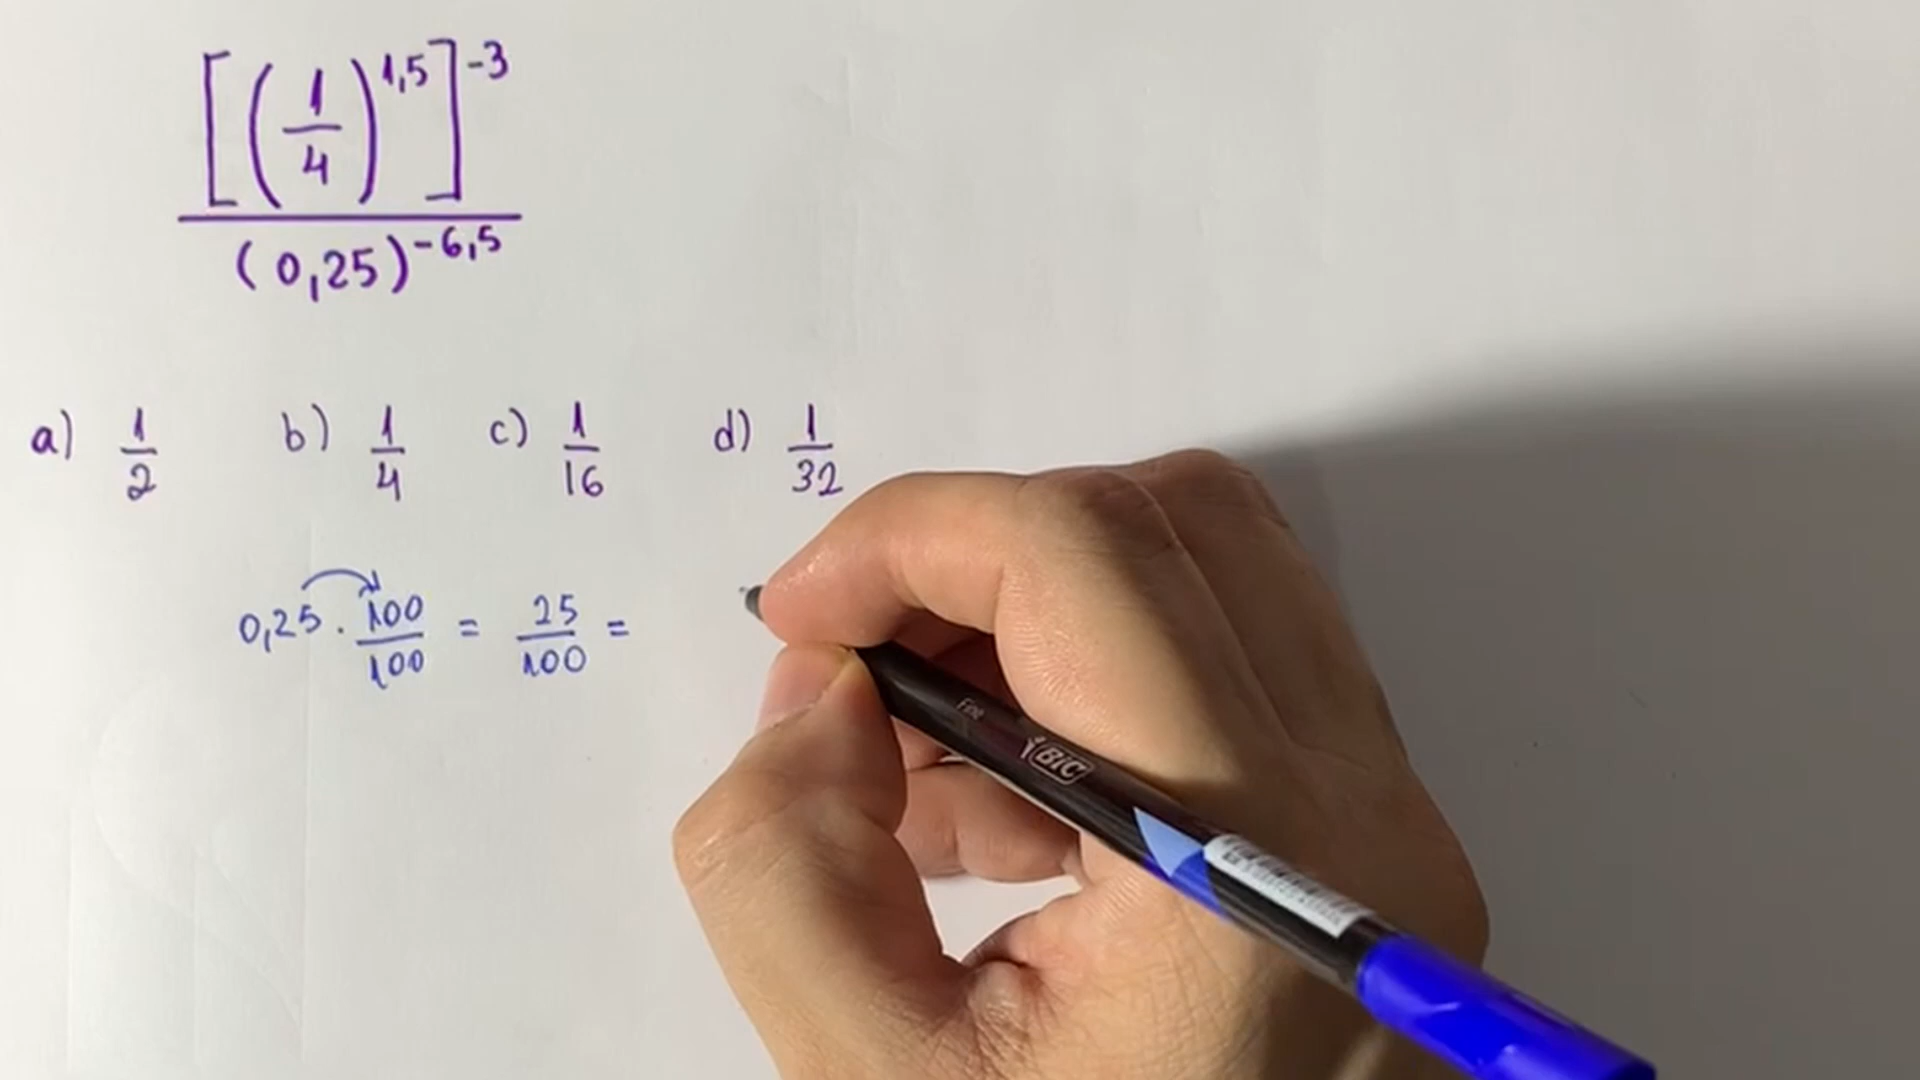 [(1/4)^1,5]^-3
(0,25)^-6,5
a) 1/2 b) 1/4 c) 1/16 d) 1/32
0,25 . 100/100 = 25/100 =
Fine
BIC